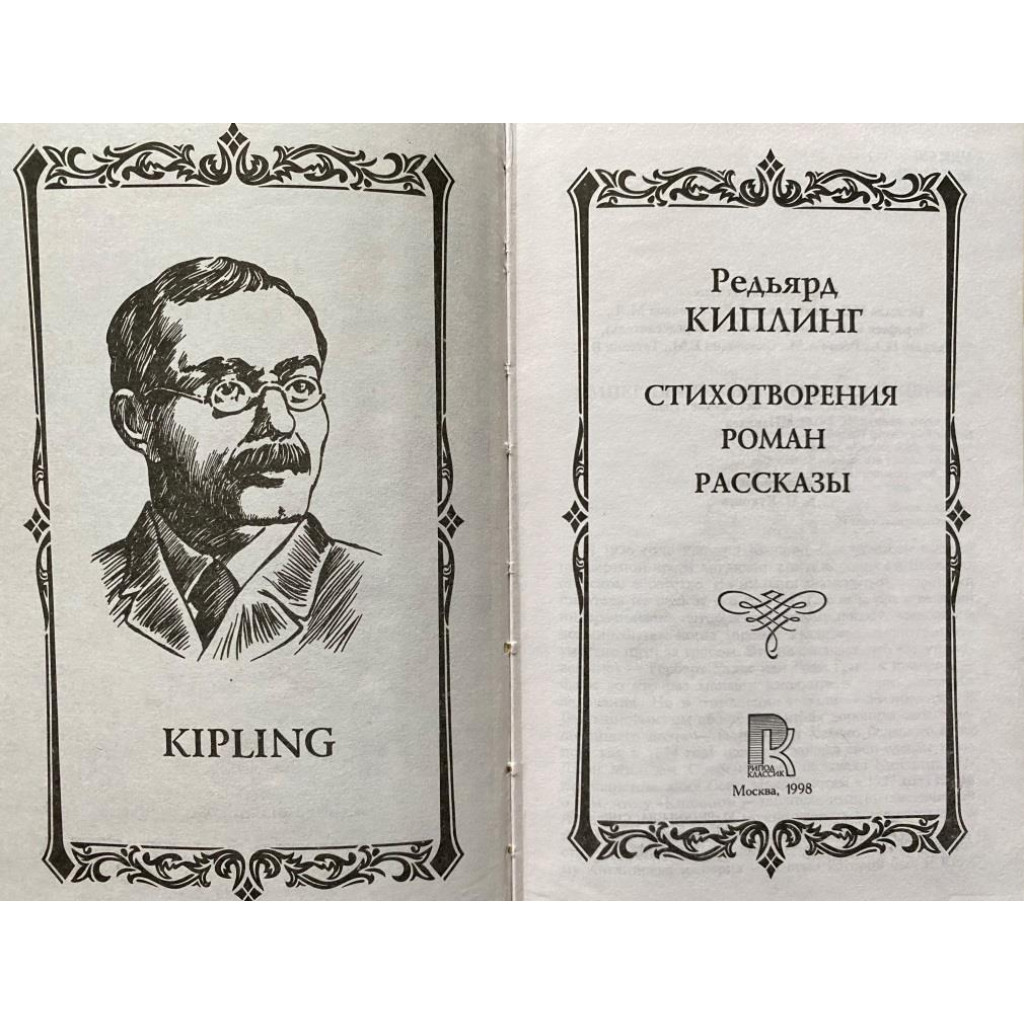 KIPLING
Редьярд
КИПЛИНГ
СТИХОТВОРЕНИЯ
РОМАН
РАССКАЗЫ
РИПОЛ
КЛАССИК
Москва, 1998